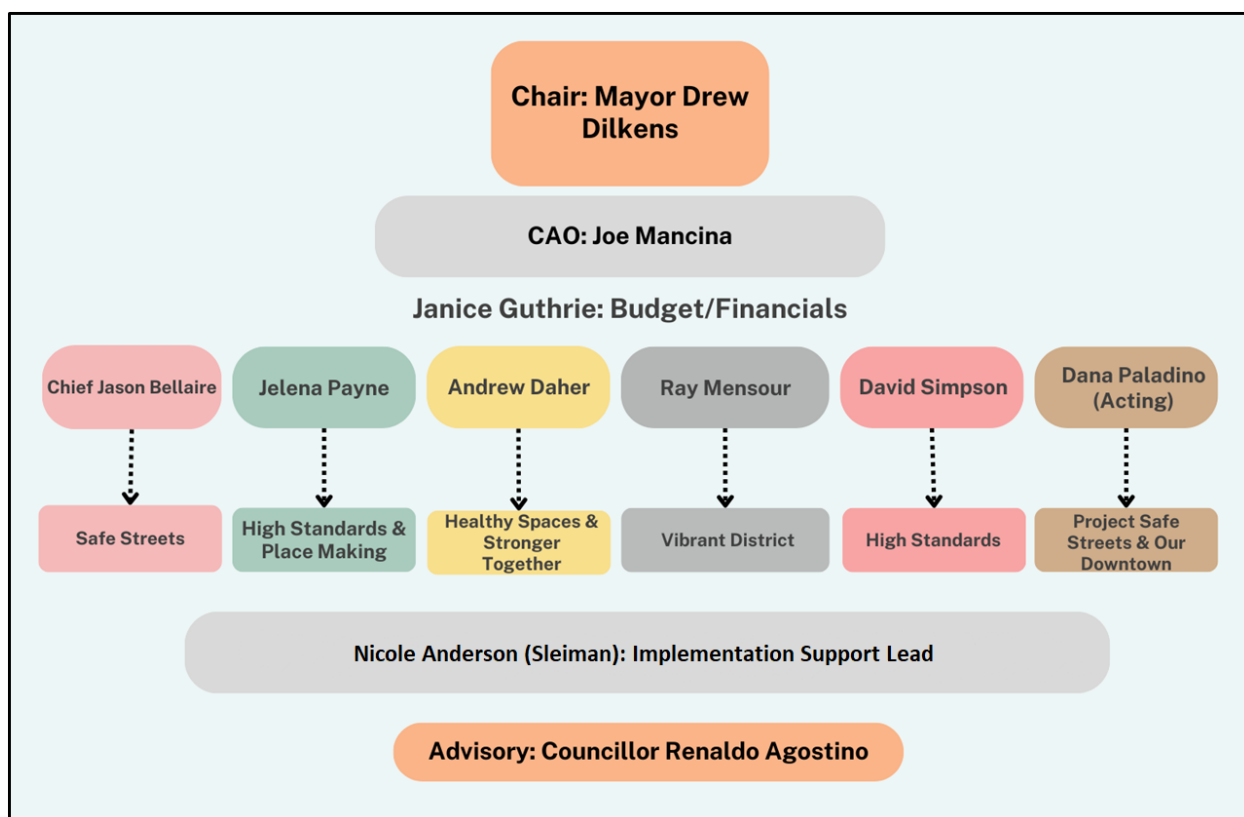 Chair: Mayor Drew
Dilkens
CAO: Joe Mancina
Janice Guthrie: Budget/Financials
Chief Jason Bellaire
Jelena Payne
Andrew Daher
Ray Mensour
David Simpson
Dana Paladino
(Acting)
Safe Streets
High Standards &
Place Making
Healthy Spaces &
Stronger
Together
Vibrant District
High Standards
Project Safe
Streets & Our
Downtown
Nicole Anderson (Sleiman): Implementation Support Lead
Advisory: Councillor Renaldo Agostino